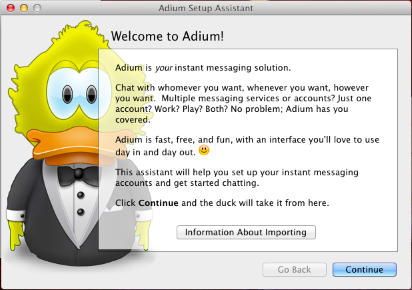 Adium Setup Assistant
Welcome to Adium!
Adium is your instant messaging solution.
Chat with whomever you want, whenever you want, however
you want. Multiple messaging services or accounts? Just one
account? Work? Play? Both? No problem; Adium has you
covered.
Adium is fast, free, and fun, with an interface you'll love to use
day in and day out.
This assistant will help you set up your instant messaging
accounts and get started chatting.
Click Continue and the duck will take it from here.
Information About Importing
Go Back
Continue